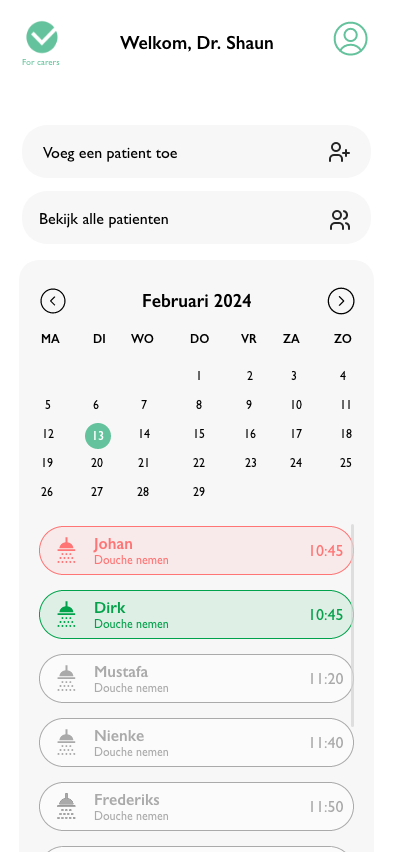 For carers
Welkom, Dr. Shaun
Voeg een patient toe
Bekijk alle patienten
Februari 2024
MA DI WO DO VR ZA ZO
1 2 3 4
5 6 7 8 9 10 11
12 13 14 15 16 17 18
19 20 21 22 23 24 25
26 27 28 29
Johan 10:45
Douche nemen
Dirk 10:45
Douche nemen
Mustafa 11:20
Douche nemen
Nienke 11:40
Douche nemen
Frederiks 11:50
Douche nemen